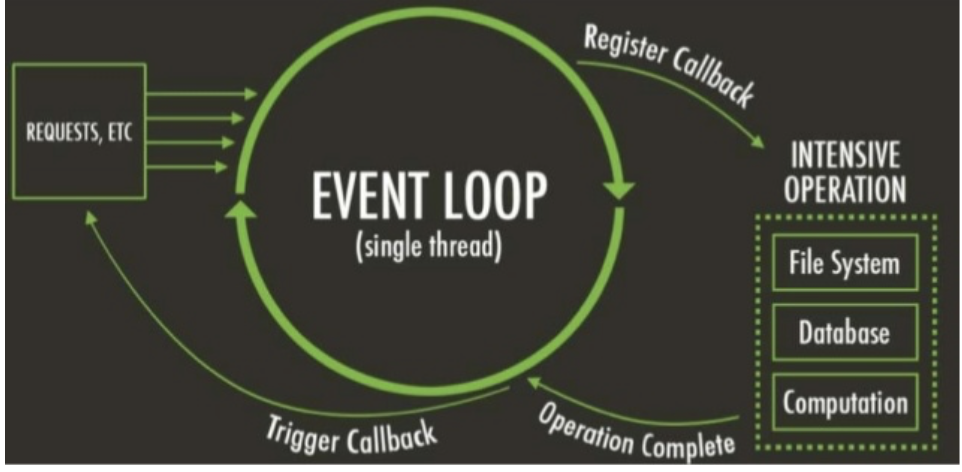 REQUESTS, ETC
EVENT LOOP
(single thread)
Register Callback
INTENSIVE
OPERATION
File System
Database
Computation
Operation Complete
Trigger Callback